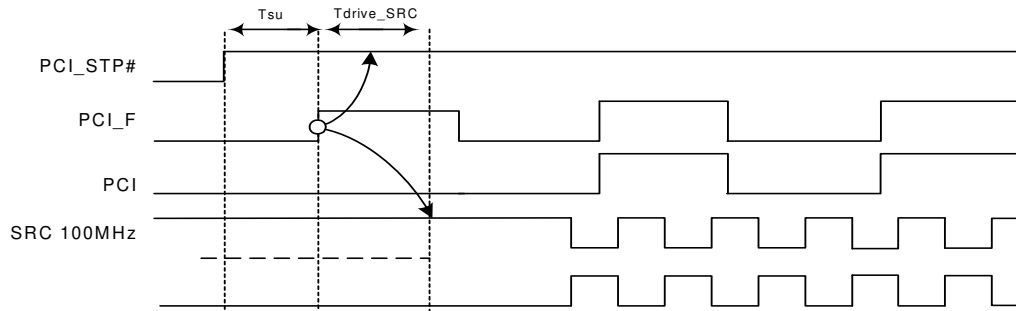 Tsu Tdrive_SRC
PCI_STP#
PCI_F
PCI
SRC 100MHz